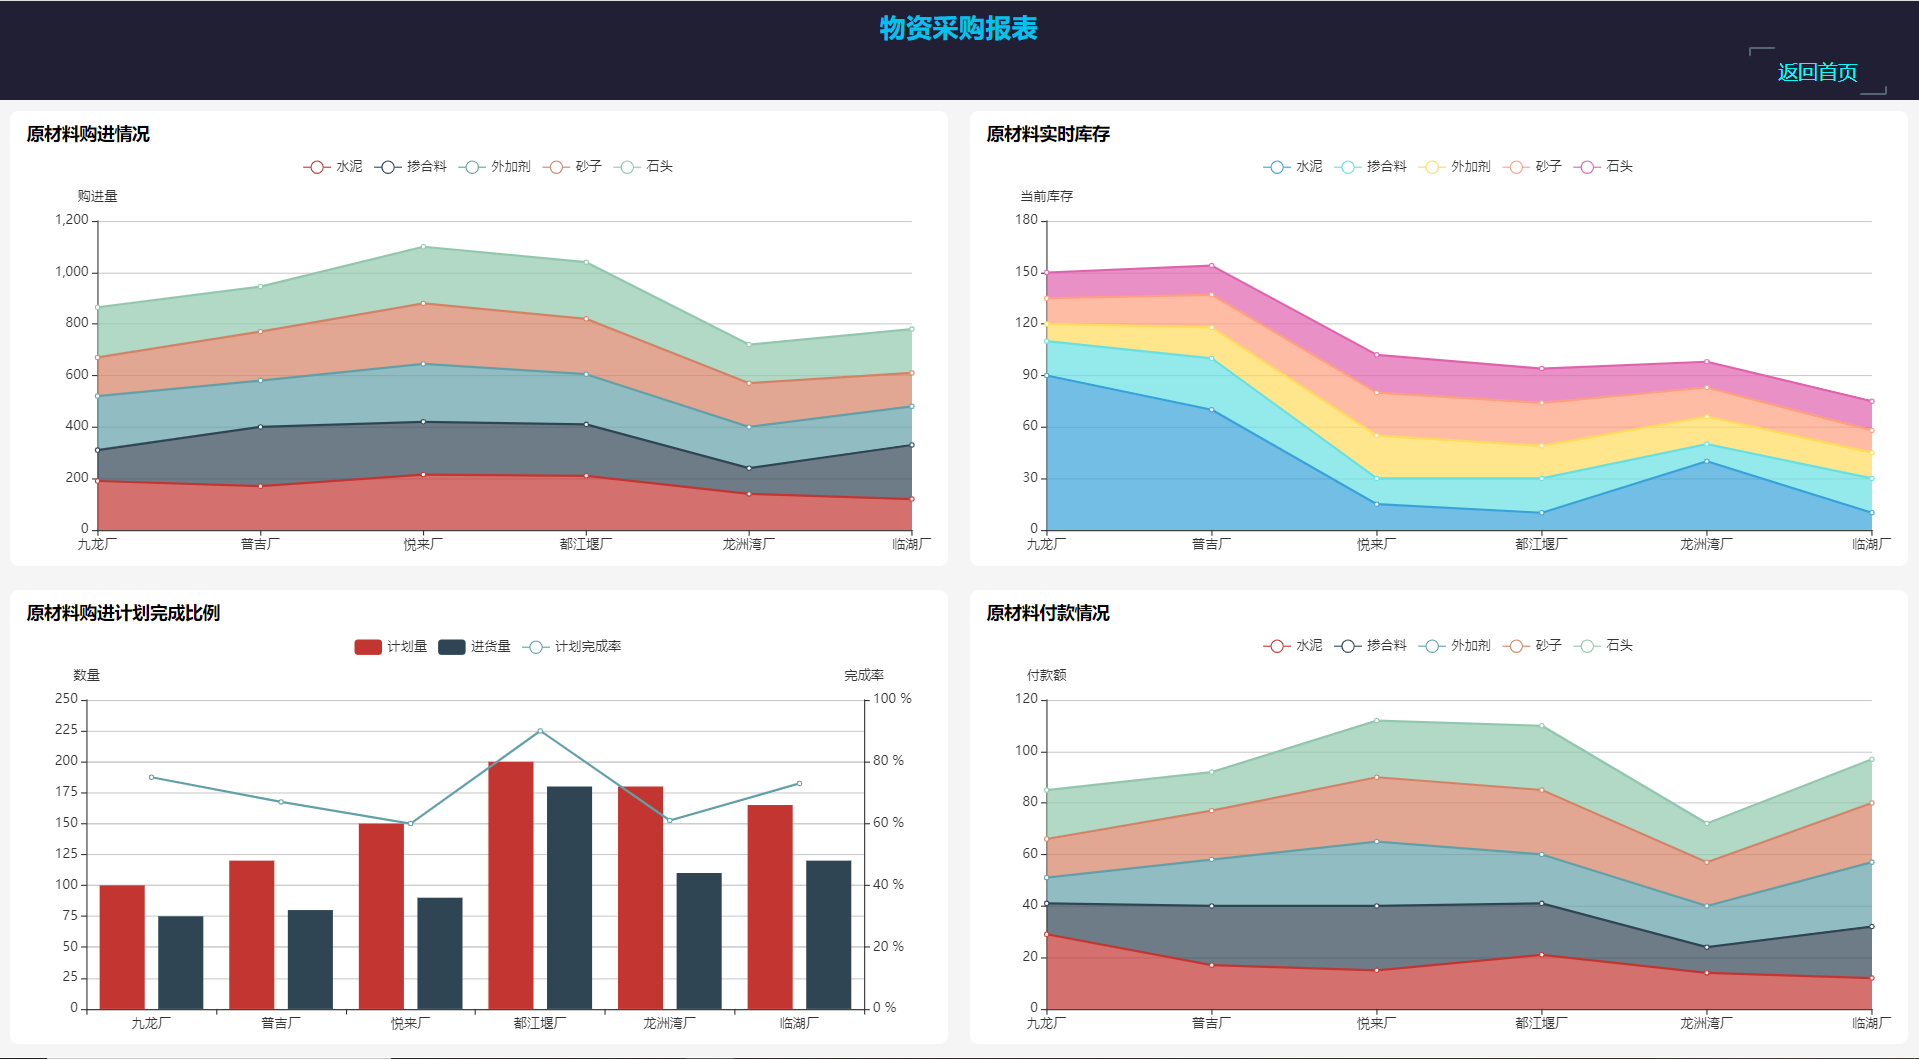 物资采购报表
返回首页
原材料购进情况
水泥 掺合料 外加剂 砂子 石头
购进量
1,200
1,000
800
600
400
200
0
九龙厂 普吉厂 悦来厂 都江堰厂 龙洲湾厂 临湖厂
原材料实时库存
水泥 掺合料 外加剂 砂子 石头
当前库存
180
150
120
90
60
30
0
九龙厂 普吉厂 悦来厂 都江堰厂 龙洲湾厂 临湖厂
原材料购进计划完成比例
计划量 进货量 计划完成率
数量 完成率
250 100 %
225
200 80 %
175
150 60 %
125
100 40 %
75
50 20 %
25
0 0 %
九龙厂 普吉厂 悦来厂 都江堰厂 龙洲湾厂 临湖厂
原材料付款情况
水泥 掺合料 外加剂 砂子 石头
付款额
120
100
80
60
40
20
0
九龙厂 普吉厂 悦来厂 都江堰厂 龙洲湾厂 临湖厂